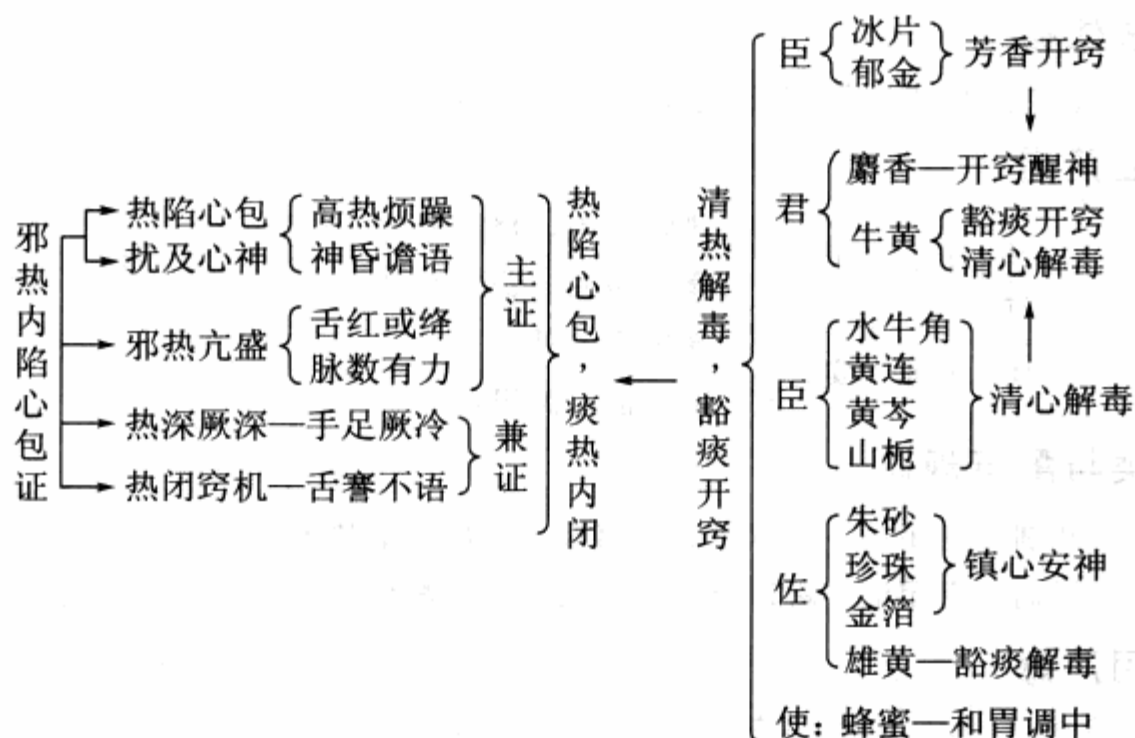 邪热内陷心包证
热陷心包
扰及心神
高热烦躁
神昏谵语
邪热亢盛
舌红或绛
脉数有力
主证
热深厥深—手足厥冷
热闭窍机—舌謇不语
兼证
热陷心包，痰热内闭
清热解毒，豁痰开窍
臣
冰片
郁金
芳香开窍
君
麝香—开窍醒神
牛黄
豁痰开窍
清心解毒
臣
水牛角
黄连
黄芩
山栀
清心解毒
佐
朱砂
珍珠
金箔
镇心安神
雄黄—豁痰解毒
使：蜂蜜—和胃调中